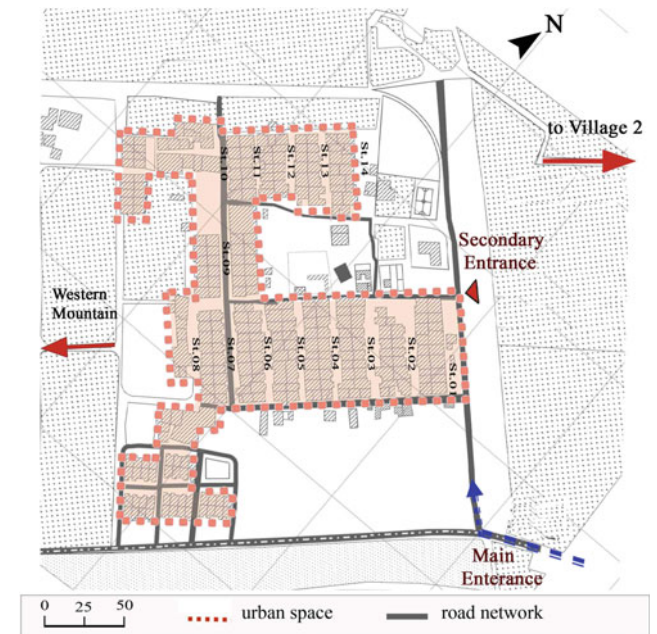 N
to Village 2
St.14
St.13
St.12
St.11
St.10
Secondary
Entrance
St.09
Western
Mountain
St.08
St.07
St.06
St.05
St.04
St.03
St.02
St.01
Main
Enterance
0 25 50
urban space
road network